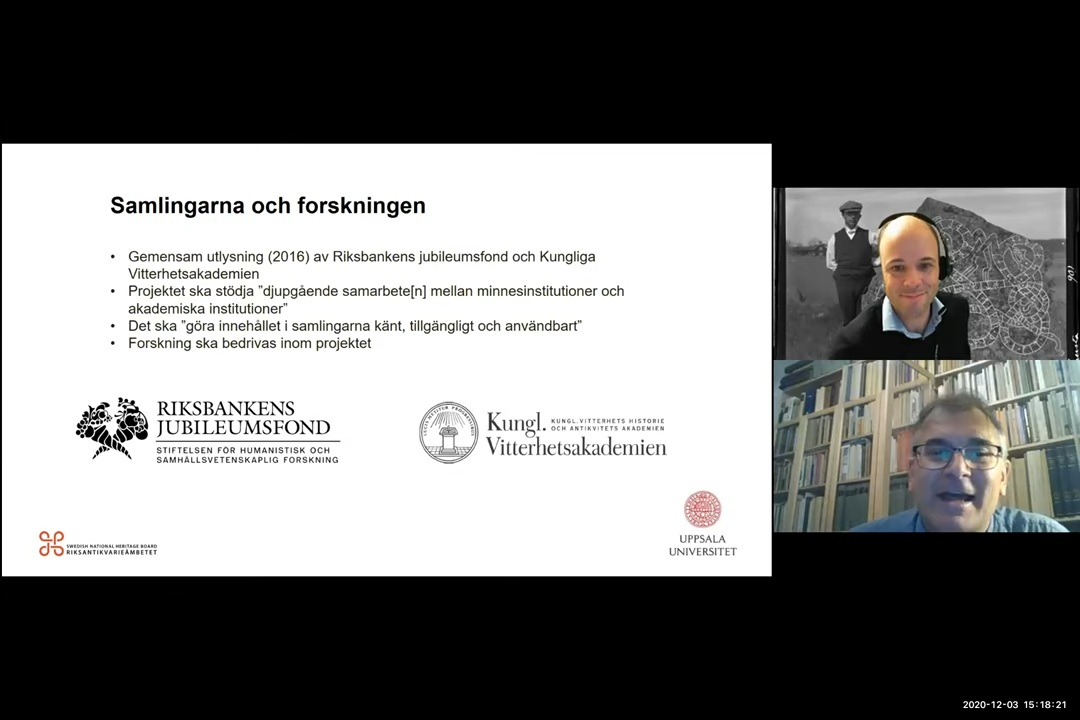 Samlingarna och forskningen
• Gemensam utlysning (2016) av Riksbankens jubileumsfond och Kungliga
Vitterhetsakademien
• Projektet ska stödja ”djupgående samarbete[n] mellan minnesinstitutioner och
akademiska institutioner”
• Det ska ”göra innehållet i samlingarna känt, tillgängligt och användbart”
• Forskning ska bedrivas inom projektet
RIKSBANKENS
JUBILEUMSFOND
STIFTELSEN FÖR HUMANISTISK OCH
SAMHÄLLSVETENSKAPLIG FORSKNING
Kungl.
KUNGL. VITTERHETS HISTORIE
OCH ANTIKVITETS AKADEMIEN
Vitterhetsakademien
SWEDISH NATIONAL HERITAGE BOARD
RIKSANTIKVARIEÄMBETET
UPPSALA
UNIVERSITET
2020-12-03 15:18:21